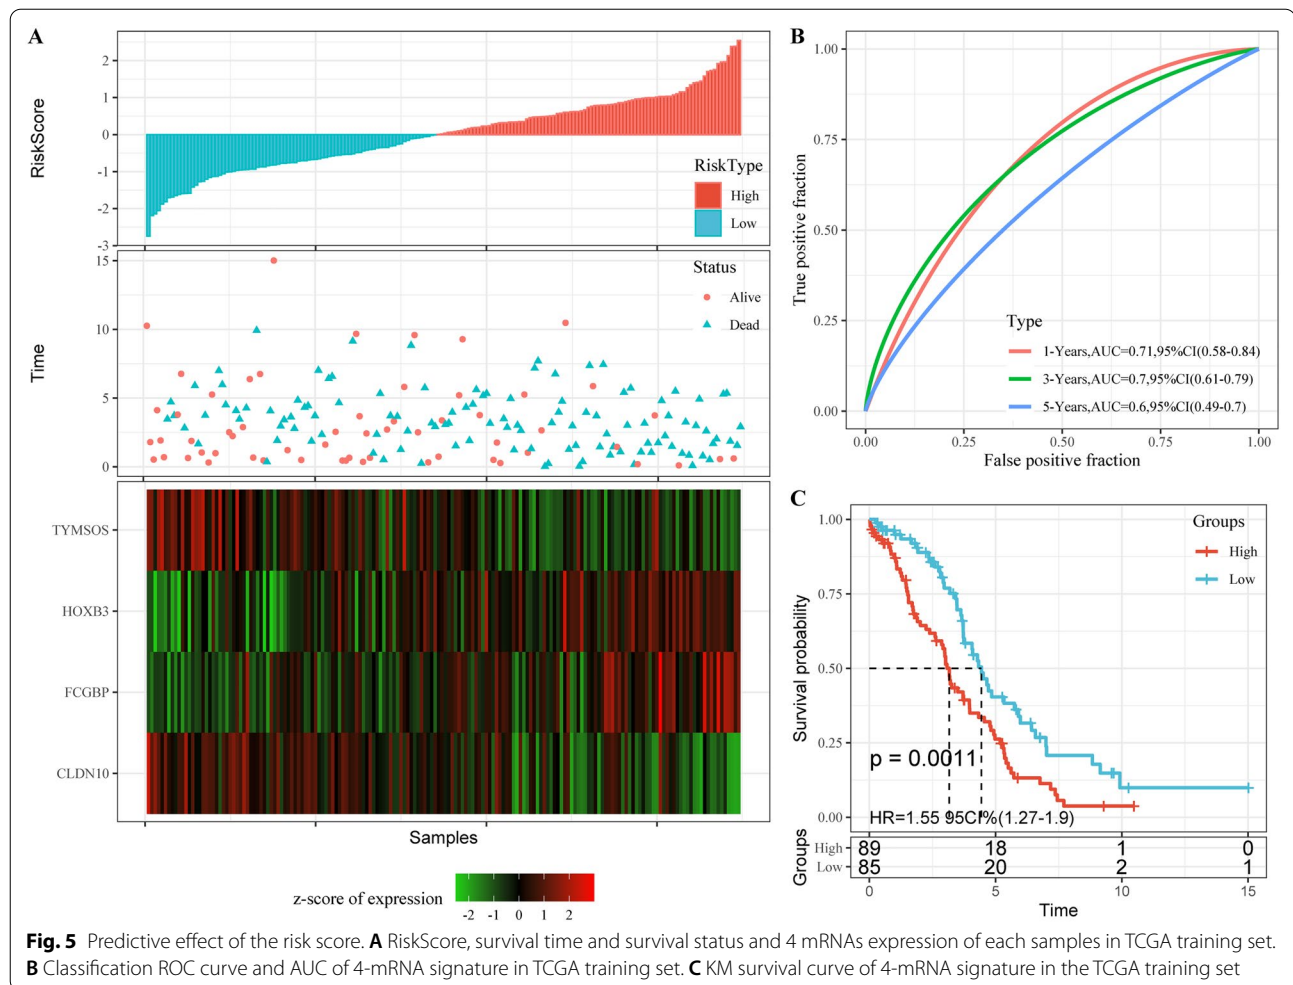 A
RiskScore
2
1
0
-1
-2
-3
RiskType
High
Low
Time
15
10
5
0
Status
Alive
Dead
TYMSOS
HOXB3
FCGBP
CLDN10
Samples
z-score of expression
-2 -1 0 1 2
B
True positive fraction
1.00
0.75
0.50
0.25
0.00
Type
1-Years,AUC=0.71,95%CI(0.58-0.84)
3-Years,AUC=0.7,95%CI(0.61-0.79)
5-Years,AUC=0.6,95%CI(0.49-0.7)
0.00 0.25 0.50 0.75 1.00
False positive fraction
C
Survival probability
1.00
0.75
0.50
0.25
0.00
Groups
High
Low
p = 0.0011
HR=1.55 95CI%(1.27-1.9)
Groups
High 89 18 1 0
Low 85 20 2 1
0 5 10 15
Time
Fig. 5 Predictive effect of the risk score. A RiskScore, survival time and survival status and 4 mRNAs expression of each samples in TCGA training set.
B Classification ROC curve and AUC of 4-mRNA signature in TCGA training set. C KM survival curve of 4-mRNA signature in the TCGA training set